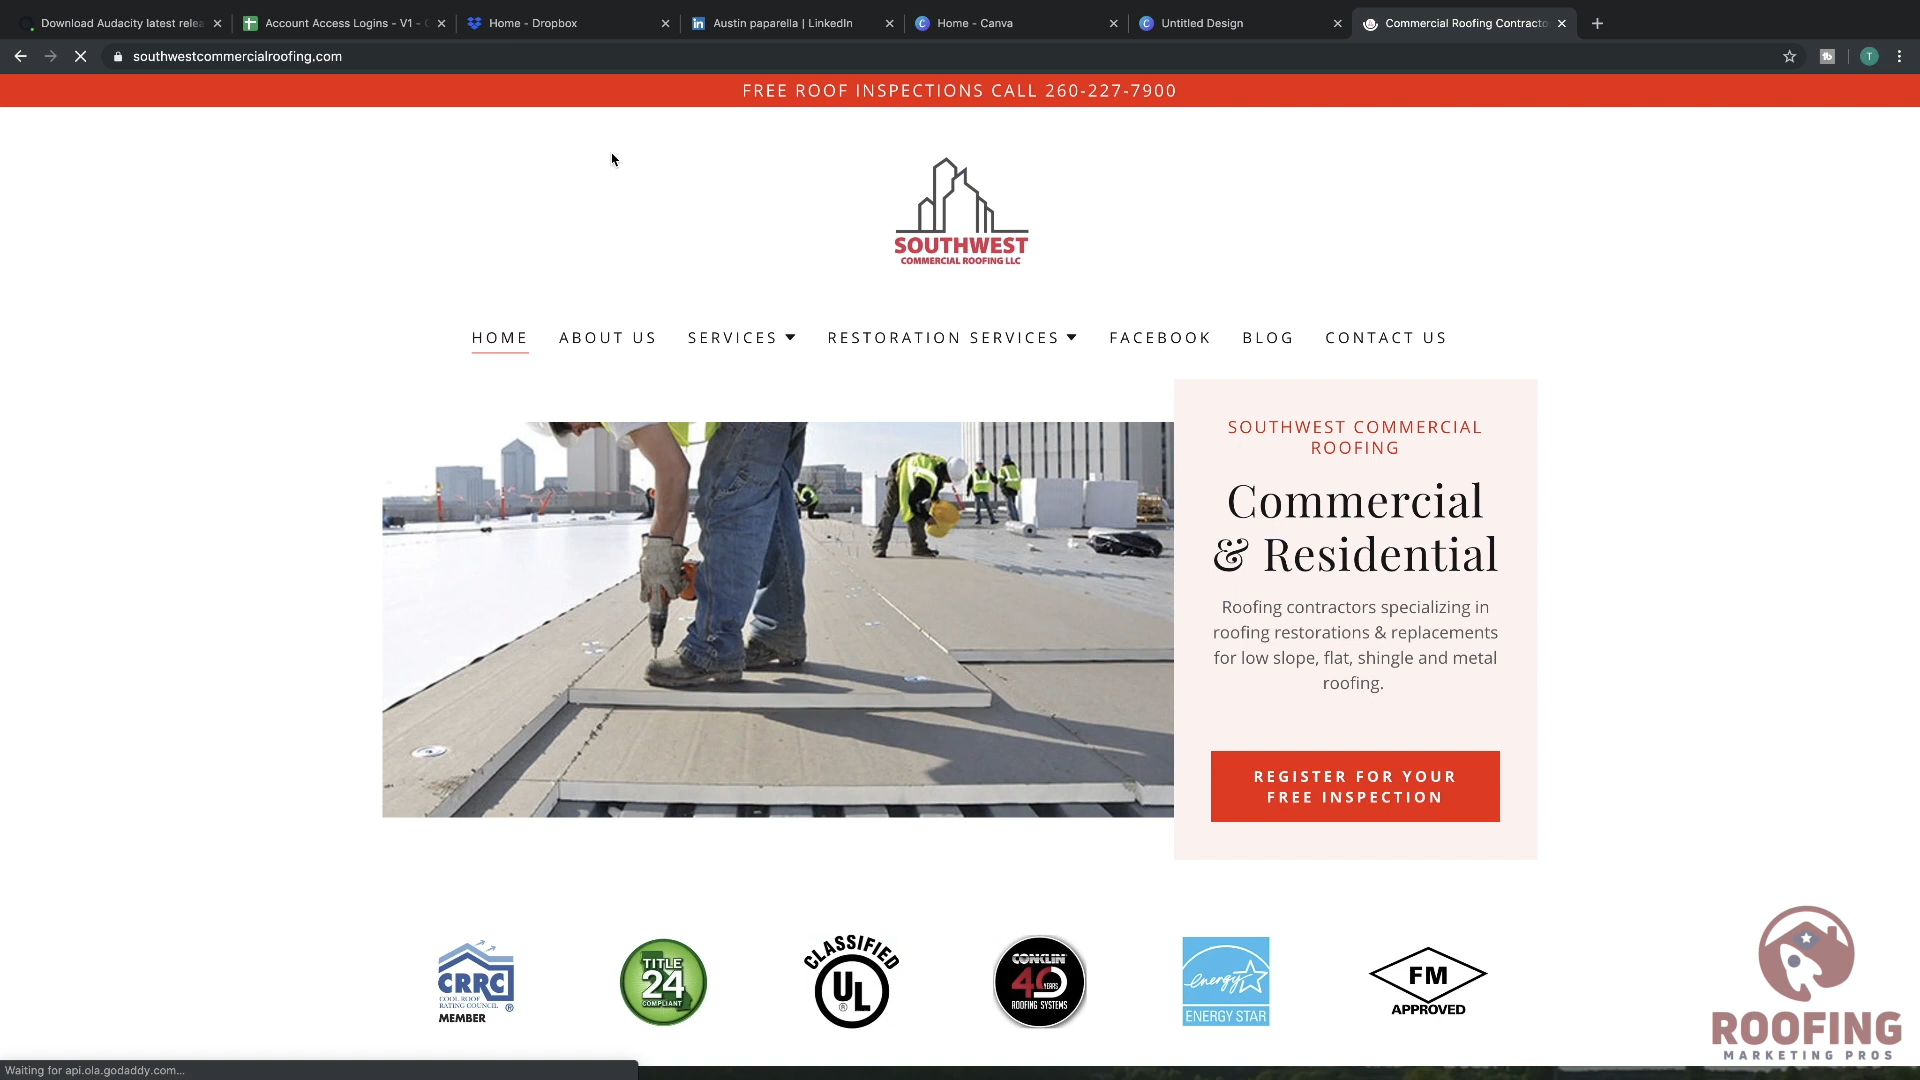 Download Audacity latest relea
Account Access Logins - V1 -
Home - Dropbox
Austin paparella | LinkedIn
Home - Canva
Untitled Design
Commercial Roofing Contracto
southwestcommercialroofing.com
T
FREE ROOF INSPECTIONS CALL 260-227-7900
SOUTHWEST
COMMERCIAL ROOFING LLC
HOME
ABOUT US
SERVICES
RESTORATION SERVICES
FACEBOOK
BLOG
CONTACT US
SOUTHWEST COMMERCIAL
ROOFING
Commercial
& Residential
Roofing contractors specializing in
roofing restorations & replacements
for low slope, flat, shingle and metal
roofing.
REGISTER FOR YOUR
FREE INSPECTION
CRRC
COOL ROOF
RATING COUNCIL ®
MEMBER
TITLE
24
COMPLIANT
CLASSIFIED
UL
®
CONKLIN
40 YEARS
ROOFING SYSTEMS
energy
ENERGY STAR
FM
APPROVED
ROOFING
MARKETING PROS
Waiting for api.ola.godaddy.com...